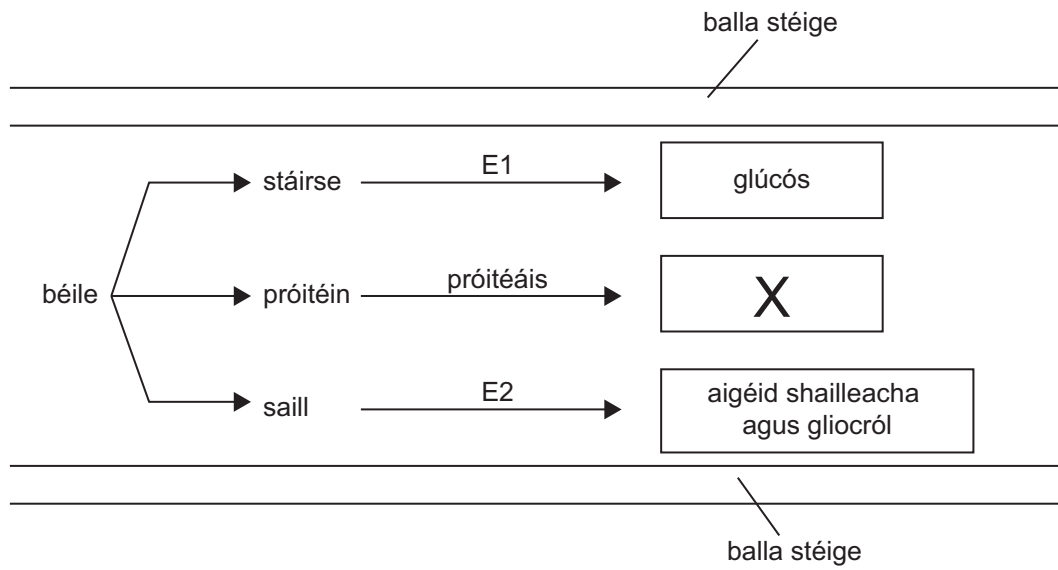 balla stéige
stáirse
E1
glúcós
béile
próitéin
próitéáis
X
saill
E2
aigéid shailleacha
agus gliocról
balla stéige